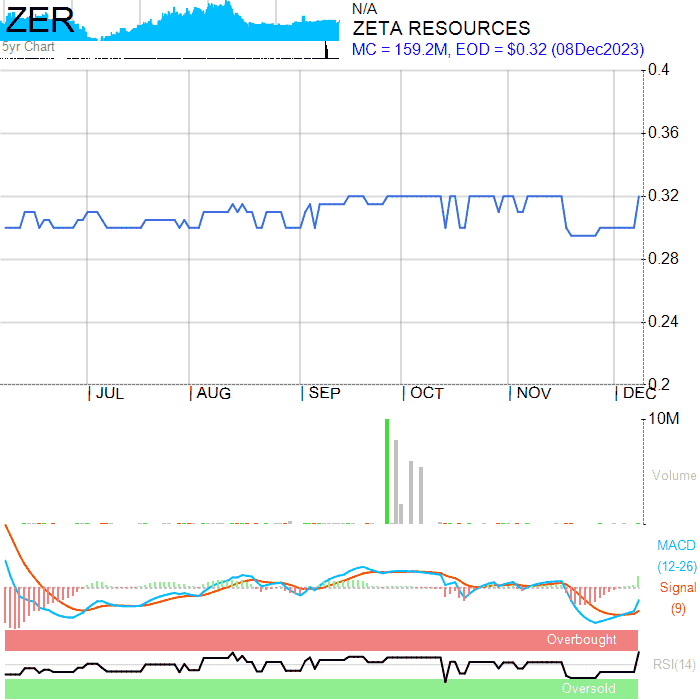 ZER
N/A
ZETA RESOURCES
5yr Chart
MC = 159.2M, EOD = $0.32 (08Dec2023)
0.4
0.36
0.32
0.28
0.24
0.2
JUL AUG SEP OCT NOV DEC
10M
Volume
MACD
(12-26)
Signal
(9)
Overbought
RSI(14)
Oversold